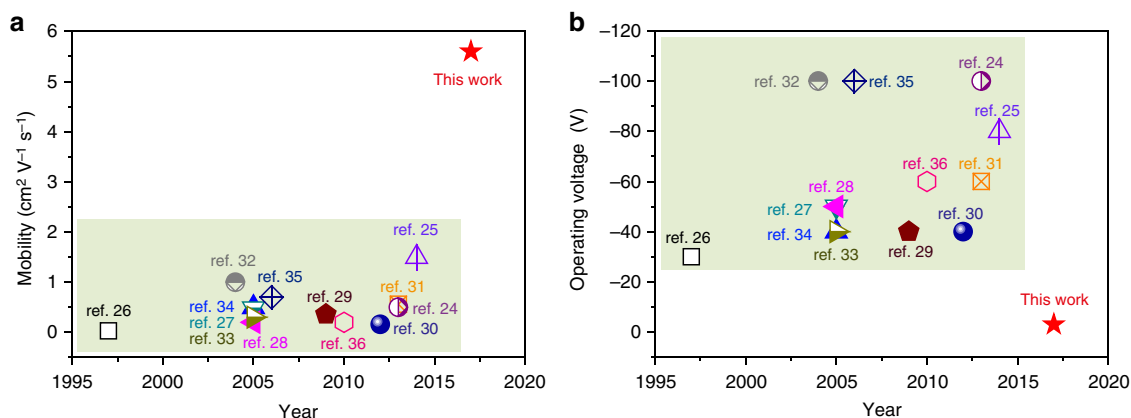 a
Mobility (cm² V⁻¹ s⁻¹)
6
5
4
3
2
1
0
This work
ref. 25
ref. 32
ref. 35
ref. 31
ref. 29
ref. 34
ref. 24
ref. 26
ref. 27
ref. 30
ref. 33
ref. 28
ref. 36
1995
2000
2005
2010
2015
2020
Year
b
Operating voltage (V)
–120
–100
–80
–60
–40
–20
0
ref. 24
ref. 32
ref. 35
ref. 25
ref. 36
ref. 31
ref. 28
ref. 27
ref. 30
ref. 34
ref. 26
ref. 33
ref. 29
This work
1995
2000
2005
2010
2015
2020
Year